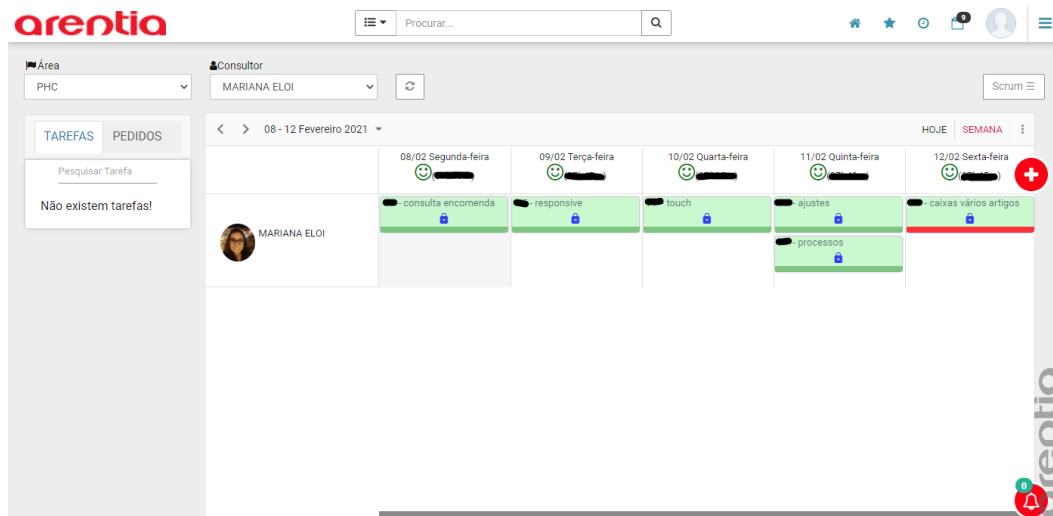 arentia
Procurar...
9
Área
Consultor
PHC
MARIANA ELOI
Scrum
TAREFAS PEDIDOS
08 - 12 Fevereiro 2021
HOJE SEMANA
Pesquisar Tarefa
08/02 Segunda-feira
09/02 Terça-feira
10/02 Quarta-feira
11/02 Quinta-feira
12/02 Sexta-feira
Não existem tarefas!
MARIANA ELOI
- consulta encomenda
- responsive
touch
- ajustes
- caixas vários artigos
- processos
arentia
0